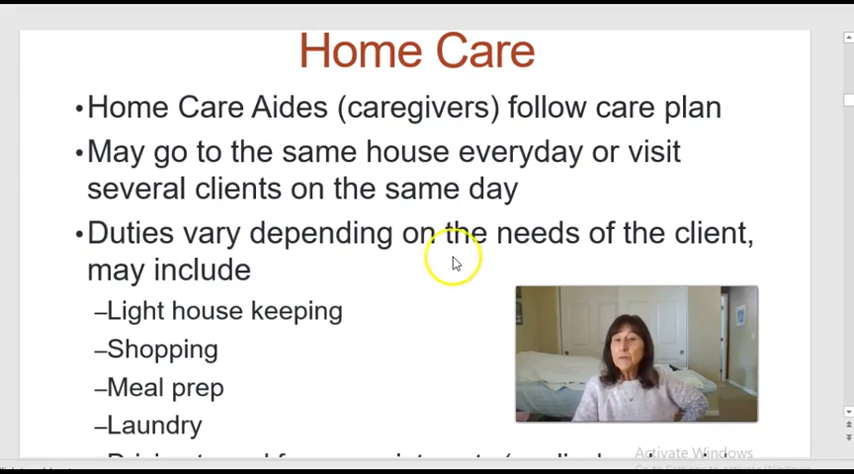 Home Care
•Home Care Aides (caregivers) follow care plan
•May go to the same house everyday or visit
several clients on the same day
•Duties vary depending on the needs of the client,
may include
–Light house keeping
–Shopping
–Meal prep
–Laundry
Activate Windows